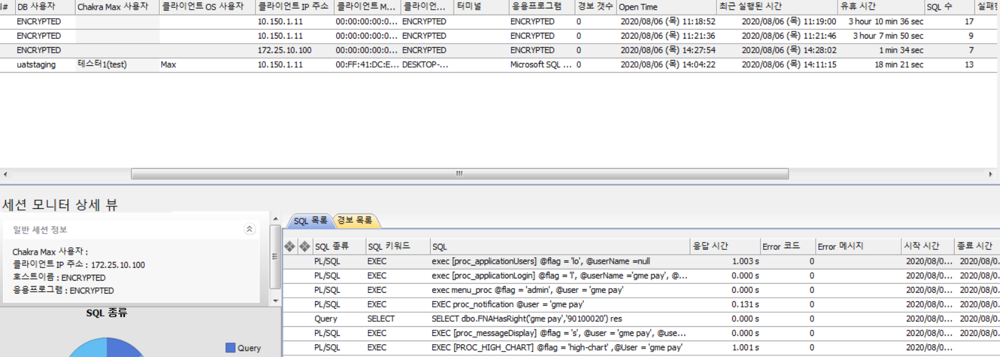 I# DB 사용자 Chakra Max 사용자 클라이언트 OS 사용자 클라이언트 IP 주소 클라이언트 M... 클라이언... 터미널 응용프로그램 경보 갯수 Open Time 최근 실행된 시간 유휴 시간 SQL 수 실패한
ENCRYPTED 10.150.1.11 00:00:00:00:0... ENCRYPTED ENCRYPTED 0 2020/08/06 (목) 11:18:52 2020/08/06 (목) 11:19:00 3 hour 10 min 36 sec 17
ENCRYPTED 10.150.1.11 00:00:00:00:0... ENCRYPTED ENCRYPTED 0 2020/08/06 (목) 11:21:36 2020/08/06 (목) 11:21:46 3 hour 7 min 50 sec 9
ENCRYPTED 172.25.10.100 00:00:00:00:0... ENCRYPTED ENCRYPTED 0 2020/08/06 (목) 14:27:54 2020/08/06 (목) 14:28:02 1 min 34 sec 7
uatstaging 테스터1(test) Max 10.150.1.11 00:FF:41:DC:E... DESKTOP-... Microsoft SQL ... 0 2020/08/06 (목) 14:04:22 2020/08/06 (목) 14:11:15 18 min 21 sec 13
세션 모니터 상세 뷰
일반 세션 정보
Chakra Max 사용자 :
클라이언트 IP 주소 : 172.25.10.100
호스트이름 : ENCRYPTED
응용프로그램 : ENCRYPTED
SQL 종류
Query
SQL 목록 경보 목록
SQL 종류 SQL 키워드 SQL 응답 시간 Error 코드 Error 메시지 시작 시간 종료 시간
PL/SQL EXEC exec [proc_applicationUsers] @flag = 'lo', @userName =null 1.003 s 0 2020/08/0... 2020/08/0.
PL/SQL EXEC exec [proc_applicationLogin] @flag = 'l', @userName ='gme pay', @... 0.000 s 0 2020/08/0... 2020/08/0.
PL/SQL EXEC exec menu_proc @flag = 'admin', @user = 'gme pay' 0.000 s 0 2020/08/0... 2020/08/0.
PL/SQL EXEC EXEC proc_notification @user = 'gme pay' 0.131 s 0 2020/08/0... 2020/08/0.
Query SELECT SELECT dbo.FNAHasRight('gme pay','90100020') res 0.000 s 0 2020/08/0... 2020/08/0.
PL/SQL EXEC EXEC [proc_messageDisplay] @flag = 's', @user = 'gme pay', @use... 0.000 s 0 2020/08/0... 2020/08/0.
PL/SQL EXEC EXEC [PROC_HIGH_CHART] @flag = 'high-chart' ,@User = 'gme pay' 1.001 s 0 2020/08/0...